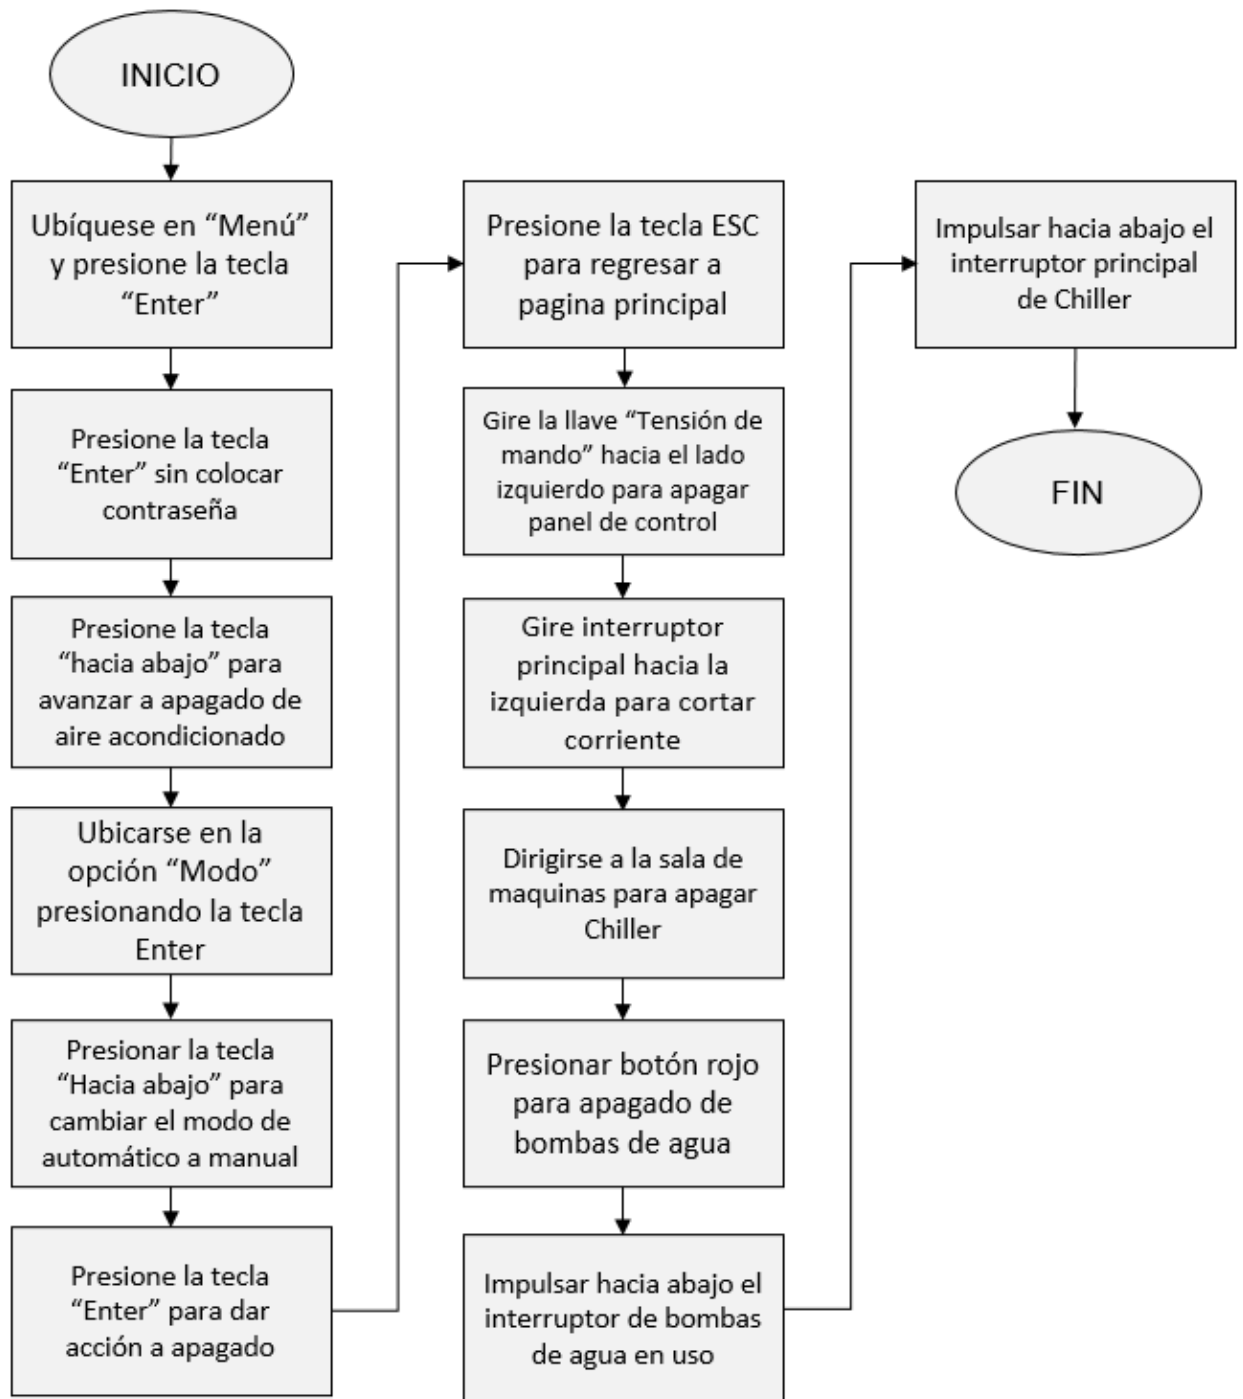 INICIO
Ubíquese en “Menú”
y presione la tecla
“Enter”
Presione la tecla
“Enter” sin colocar
contraseña
Presione la tecla
“hacia abajo” para
avanzar a apagado de
aire acondicionado
Ubicarse en la
opción “Modo”
presionando la tecla
Enter
Presionar la tecla
“Hacia abajo” para
cambiar el modo de
automático a manual
Presione la tecla
“Enter” para dar
acción a apagado
Presione la tecla ESC
para regresar a
pagina principal
Gire la llave “Tensión de
mando” hacia el lado
izquierdo para apagar
panel de control
Gire interruptor
principal hacia la
izquierda para cortar
corriente
Dirigirse a la sala de
maquinas para apagar
Chiller
Presionar botón rojo
para apagado de
bombas de agua
Impulsar hacia abajo el
interruptor de bombas
de agua en uso
Impulsar hacia abajo el
interruptor principal
de Chiller
FIN